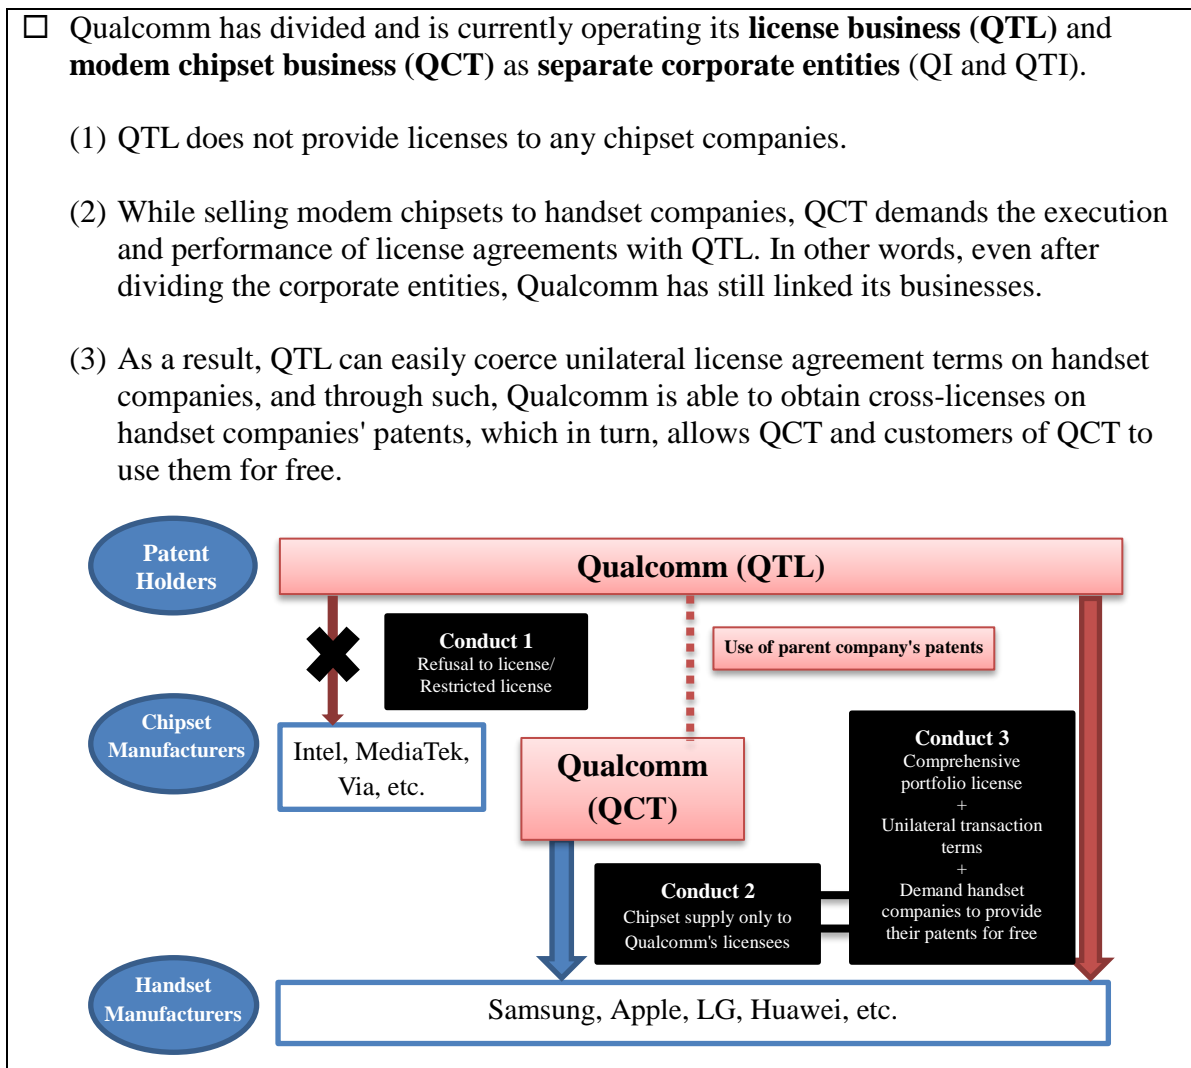 ☐ Qualcomm has divided and is currently operating its license business (QTL) and
modem chipset business (QCT) as separate corporate entities (QI and QTI).
(1) QTL does not provide licenses to any chipset companies.
(2) While selling modem chipsets to handset companies, QCT demands the execution
and performance of license agreements with QTL. In other words, even after
dividing the corporate entities, Qualcomm has still linked its businesses.
(3) As a result, QTL can easily coerce unilateral license agreement terms on handset
companies, and through such, Qualcomm is able to obtain cross-licenses on
handset companies' patents, which in turn, allows QCT and customers of QCT to
use them for free.
Patent
Holders
Qualcomm (QTL)
Conduct 1
Refusal to license/
Restricted license
Use of parent company's patents
Chipset
Manufacturers
Intel, MediaTek,
Via, etc.
Qualcomm
(QCT)
Conduct 3
Comprehensive
portfolio license
+
Unilateral transaction
terms
+
Demand handset
companies to provide
their patents for free
Conduct 2
Chipset supply only to
Qualcomm's licensees
Handset
Manufacturers
Samsung, Apple, LG, Huawei, etc.